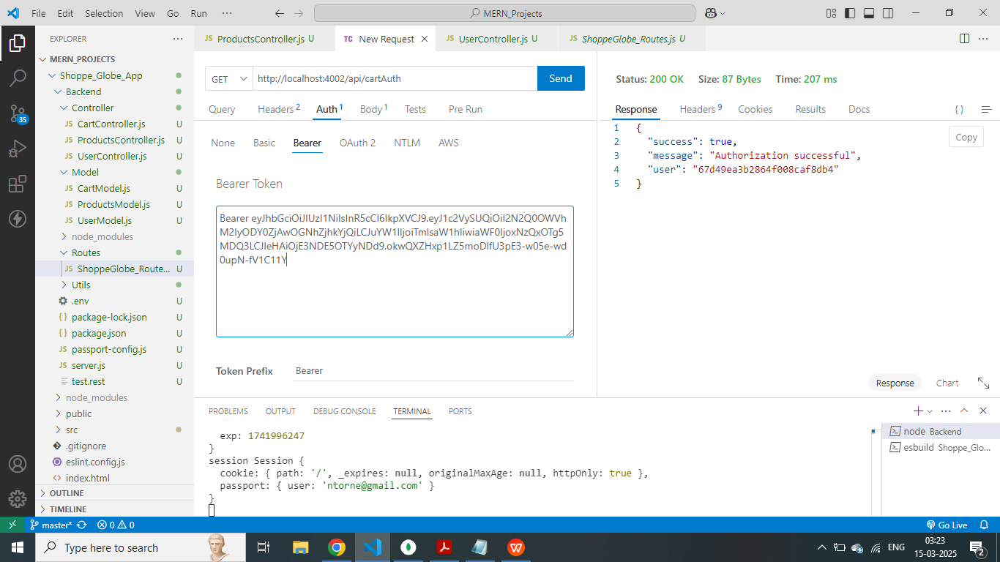 File Edit Selection View Go Run ··· MERN_Projects
EXPLORER ···
MERN_PROJECTS
Shoppe_Globe_App
Backend
Controller
JS CartController.js U
JS ProductsController.js U
JS UserController.js U
Model
JS CartModel.js U
JS ProductsModel.js U
JS UserModel.js U
node_modules
Routes
JS ShoppeGlobe_Route... U
Utils
.env U
{} package-lock.json U
{} package.json U
JS passport-config.js U
JS server.js U
test.rest U
node_modules
public
src
.gitignore
eslint.config.js
<> index.html
OUTLINE
TIMELINE
35
JS ProductsController.js U
TC New Request
JS UserController.js U
JS ShoppeGlobe_Routes.js U
GET http://localhost:4002/api/cartAuth Send
Query Headers 2 Auth 1 Body 1 Tests Pre Run
None Basic Bearer OAuth 2 NTLM AWS
Bearer Token
Token Prefix Bearer
Status: 200 OK Size: 87 Bytes Time: 207 ms
Response Headers 9 Cookies Results Docs {}
Copy
1 {
2 "success": true,
3 "message": "Authorization successful",
4 "user": "67d49ea3b2864f008caf8db4"
5 }
Response Chart
PROBLEMS OUTPUT DEBUG CONSOLE TERMINAL PORTS
exp: 1741996247
}
session Session {
cookie: { path: '/', _expires: null, originalMaxAge: null, httpOnly: true },
passport: { user: 'ntorne@gmail.com' }
}
node Backend
esbuild Shoppe_Glo...
master* 0 0 Go Live
Type here to search
ENG
03:23
15-03-2025
2